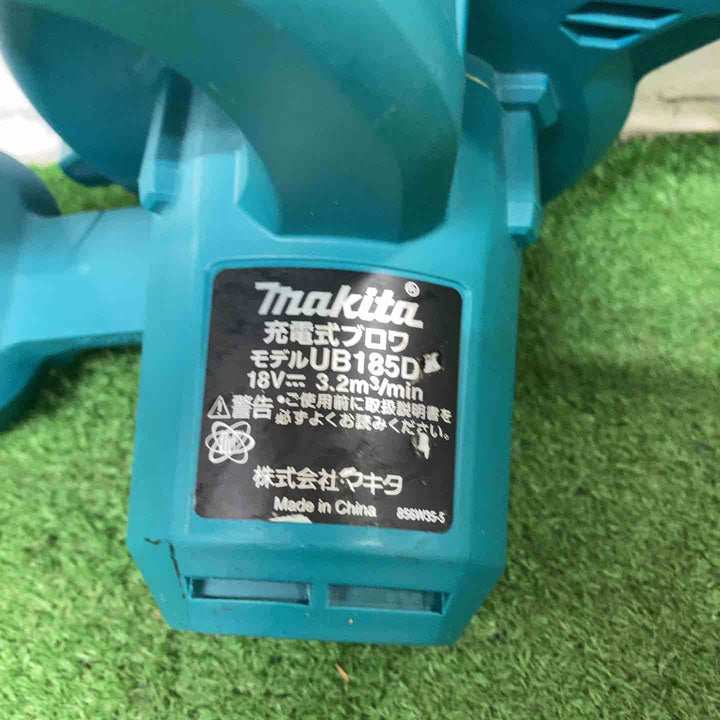 makita®
充電式ブロワ
モデルUB185D
18V⎓ 3.2m³/min
⚠警告 •ご使用前に取扱説明書を
必ずよくお読みください。
株式会社マキタ
Made in China 856W35-5